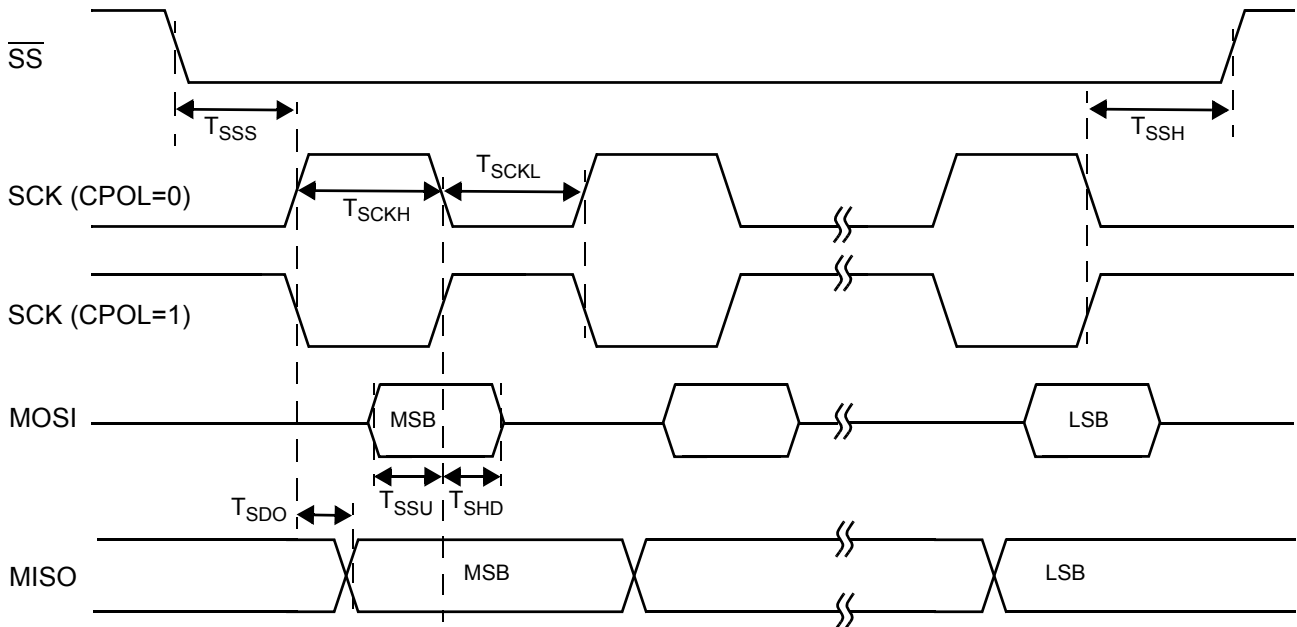 SS
TSSS
TSSH
SCK (CPOL=0)
TSCKH
TSCKL
SCK (CPOL=1)
MOSI
MSB
LSB
TSSU
TSHD
TSDO
MISO
MSB
LSB